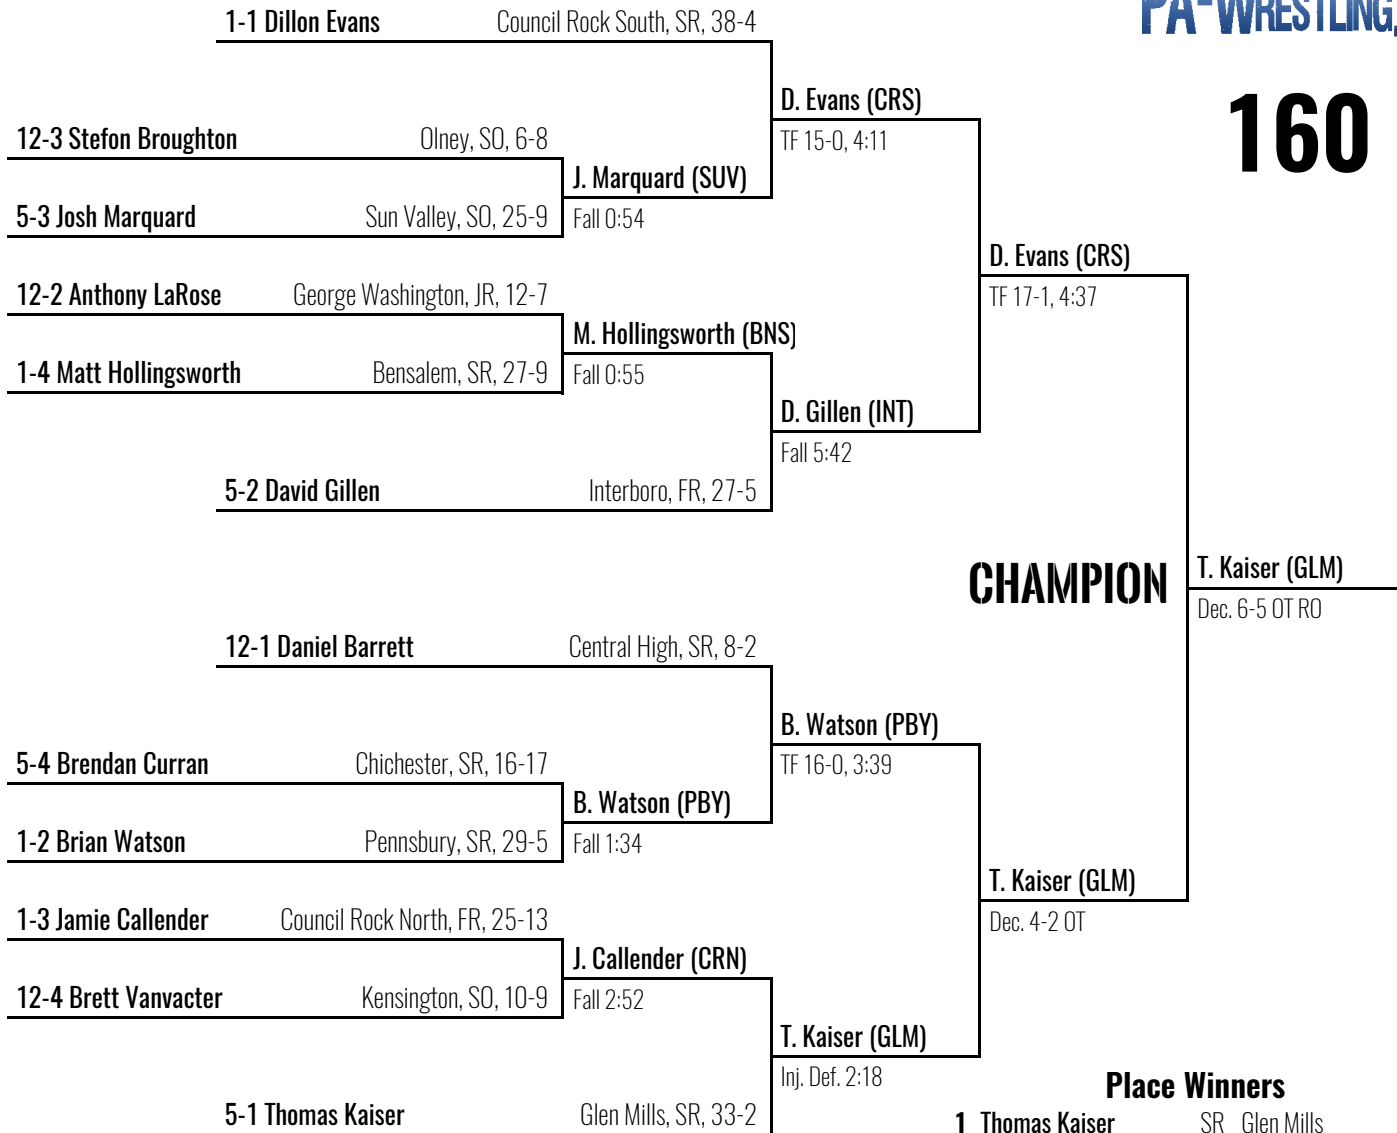 PA-WRESTLING.
160
1-1 Dillon Evans Council Rock South, SR, 38-4
D. Evans (CRS)
TF 15-0, 4:11
12-3 Stefon Broughton Olney, SO, 6-8
J. Marquard (SUV)
Fall 0:54
5-3 Josh Marquard Sun Valley, SO, 25-9
D. Evans (CRS)
TF 17-1, 4:37
12-2 Anthony LaRose George Washington, JR, 12-7
M. Hollingsworth (BNS)
Fall 0:55
1-4 Matt Hollingsworth Bensalem, SR, 27-9
D. Gillen (INT)
Fall 5:42
5-2 David Gillen Interboro, FR, 27-5
CHAMPION
T. Kaiser (GLM)
Dec. 6-5 OT RO
12-1 Daniel Barrett Central High, SR, 8-2
B. Watson (PBY)
TF 16-0, 3:39
5-4 Brendan Curran Chichester, SR, 16-17
B. Watson (PBY)
Fall 1:34
1-2 Brian Watson Pennsbury, SR, 29-5
T. Kaiser (GLM)
Dec. 4-2 OT
1-3 Jamie Callender Council Rock North, FR, 25-13
J. Callender (CRN)
Fall 2:52
12-4 Brett Vanvacter Kensington, SO, 10-9
T. Kaiser (GLM)
Inj. Def. 2:18
5-1 Thomas Kaiser Glen Mills, SR, 33-2
Place Winners
1 Thomas Kaiser SR Glen Mills